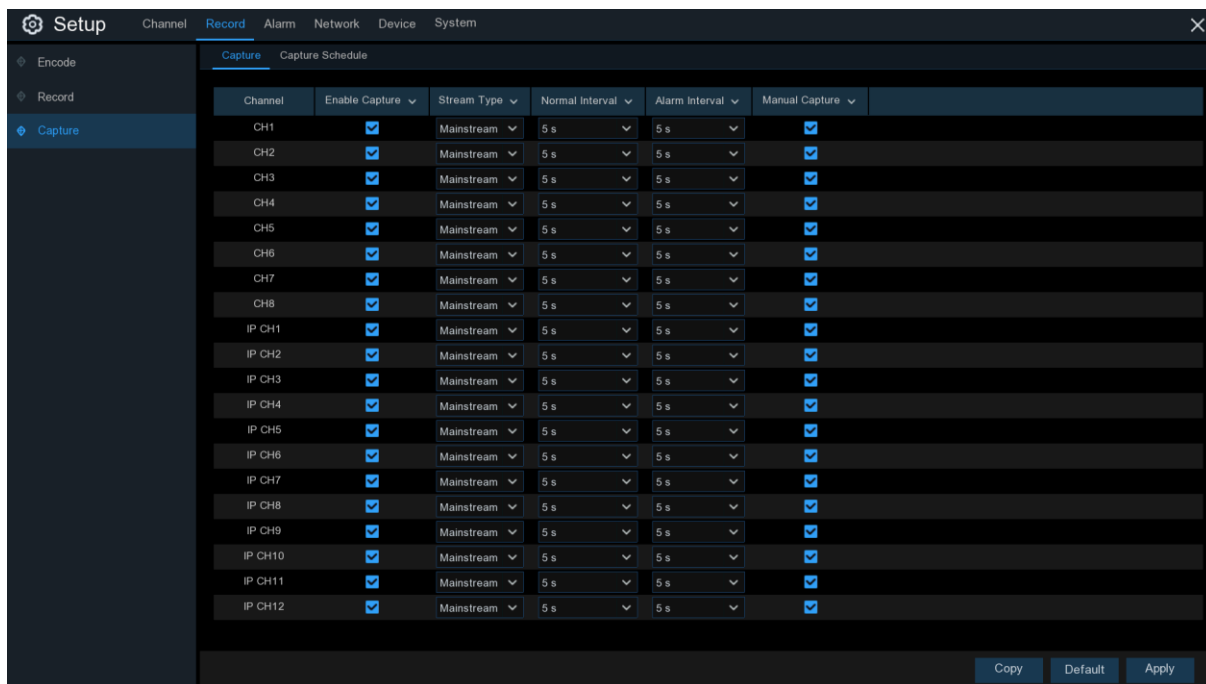 Setup Channel Record Alarm Network Device System
Encode
Record
Capture
Capture Capture Schedule
Channel Enable Capture Stream Type Normal Interval Alarm Interval Manual Capture
CH1 Mainstream 5 s 5 s
CH2 Mainstream 5 s 5 s
CH3 Mainstream 5 s 5 s
CH4 Mainstream 5 s 5 s
CH5 Mainstream 5 s 5 s
CH6 Mainstream 5 s 5 s
CH7 Mainstream 5 s 5 s
CH8 Mainstream 5 s 5 s
IP CH1 Mainstream 5 s 5 s
IP CH2 Mainstream 5 s 5 s
IP CH3 Mainstream 5 s 5 s
IP CH4 Mainstream 5 s 5 s
IP CH5 Mainstream 5 s 5 s
IP CH6 Mainstream 5 s 5 s
IP CH7 Mainstream 5 s 5 s
IP CH8 Mainstream 5 s 5 s
IP CH9 Mainstream 5 s 5 s
IP CH10 Mainstream 5 s 5 s
IP CH11 Mainstream 5 s 5 s
IP CH12 Mainstream 5 s 5 s
Copy Default Apply